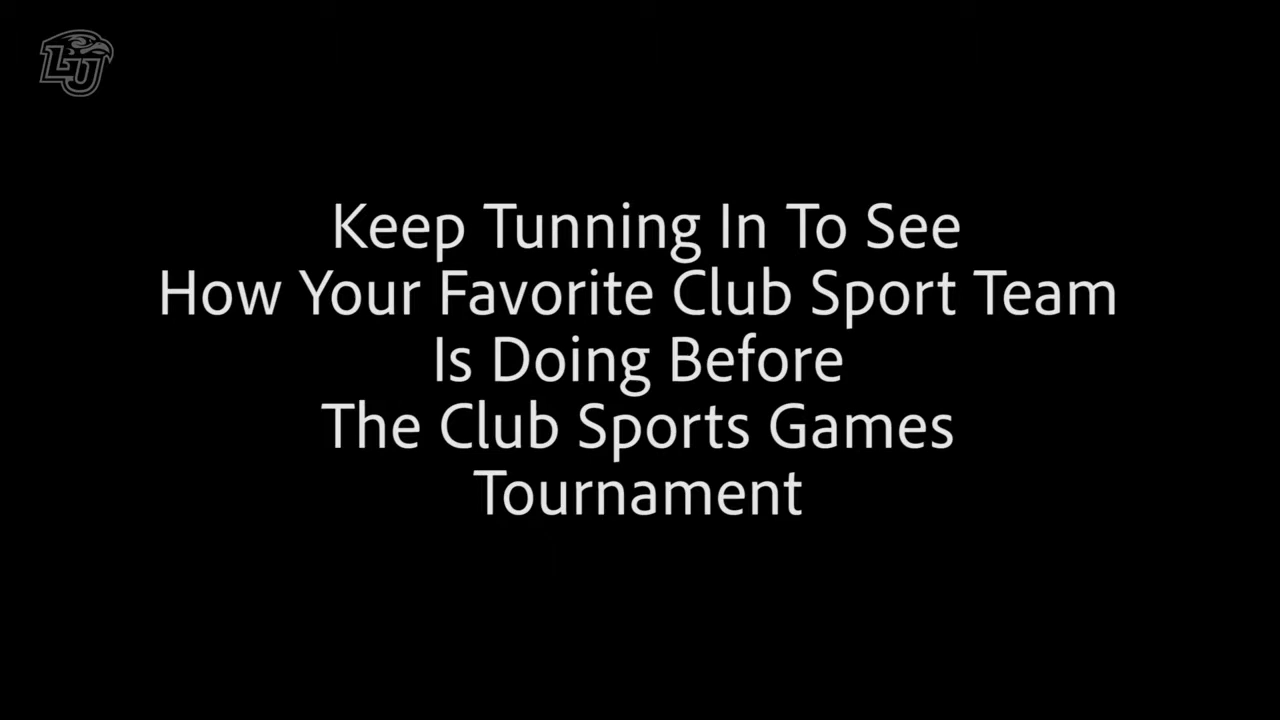 LU
Keep Tunning In To See
How Your Favorite Club Sport Team
Is Doing Before
The Club Sports Games
Tournament